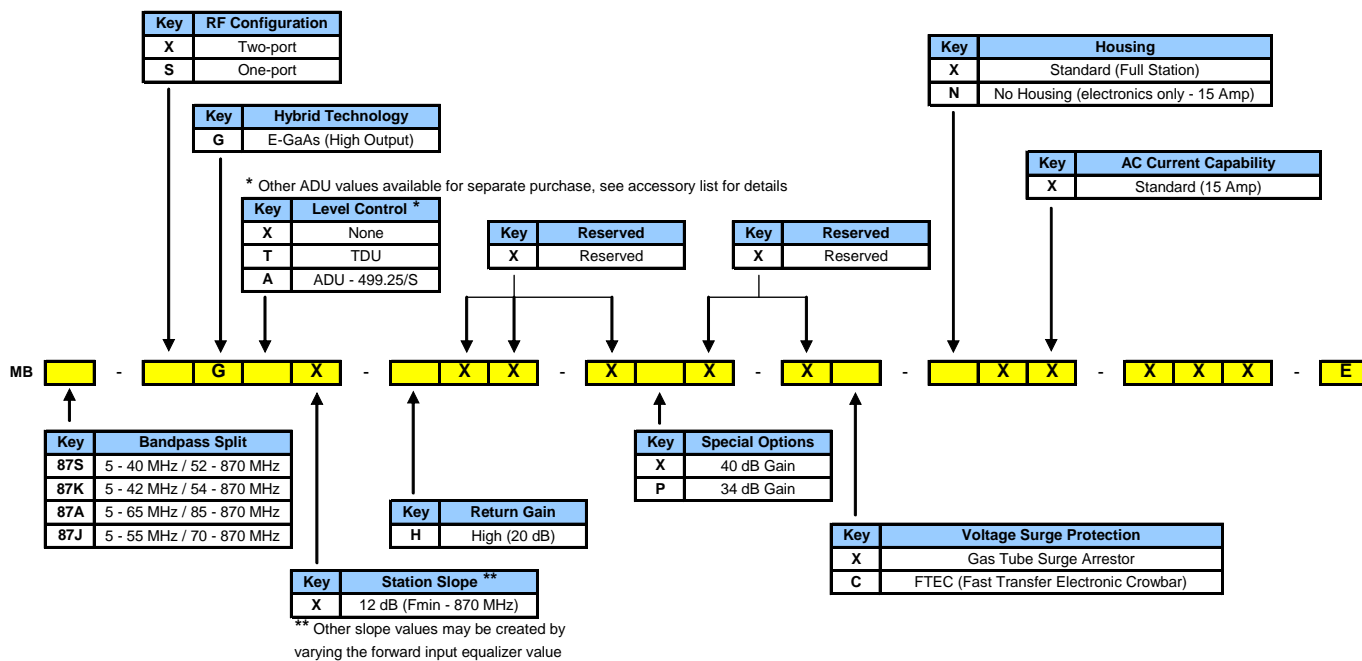 Key RF Configuration
X Two-port
S One-port
Key Housing
X Standard (Full Station)
N No Housing (electronics only - 15 Amp)
Key Hybrid Technology
G E-GaAs (High Output)
Key AC Current Capability
X Standard (15 Amp)
* Other ADU values available for separate purchase, see accessory list for details
Key Level Control *
X None
T TDU
A ADU - 499.25/S
Key Reserved
X Reserved
Key Reserved
X Reserved
MB - G X - X X - X X - X - X X - X X X - E
Key Bandpass Split
87S 5 - 40 MHz / 52 - 870 MHz
87K 5 - 42 MHz / 54 - 870 MHz
87A 5 - 65 MHz / 85 - 870 MHz
87J 5 - 55 MHz / 70 - 870 MHz
Key Special Options
X 40 dB Gain
P 34 dB Gain
Key Return Gain
H High (20 dB)
Key Voltage Surge Protection
X Gas Tube Surge Arrestor
C FTEC (Fast Transfer Electronic Crowbar)
Key Station Slope **
X 12 dB (Fmin - 870 MHz)
** Other slope values may be created by
varying the forward input equalizer value